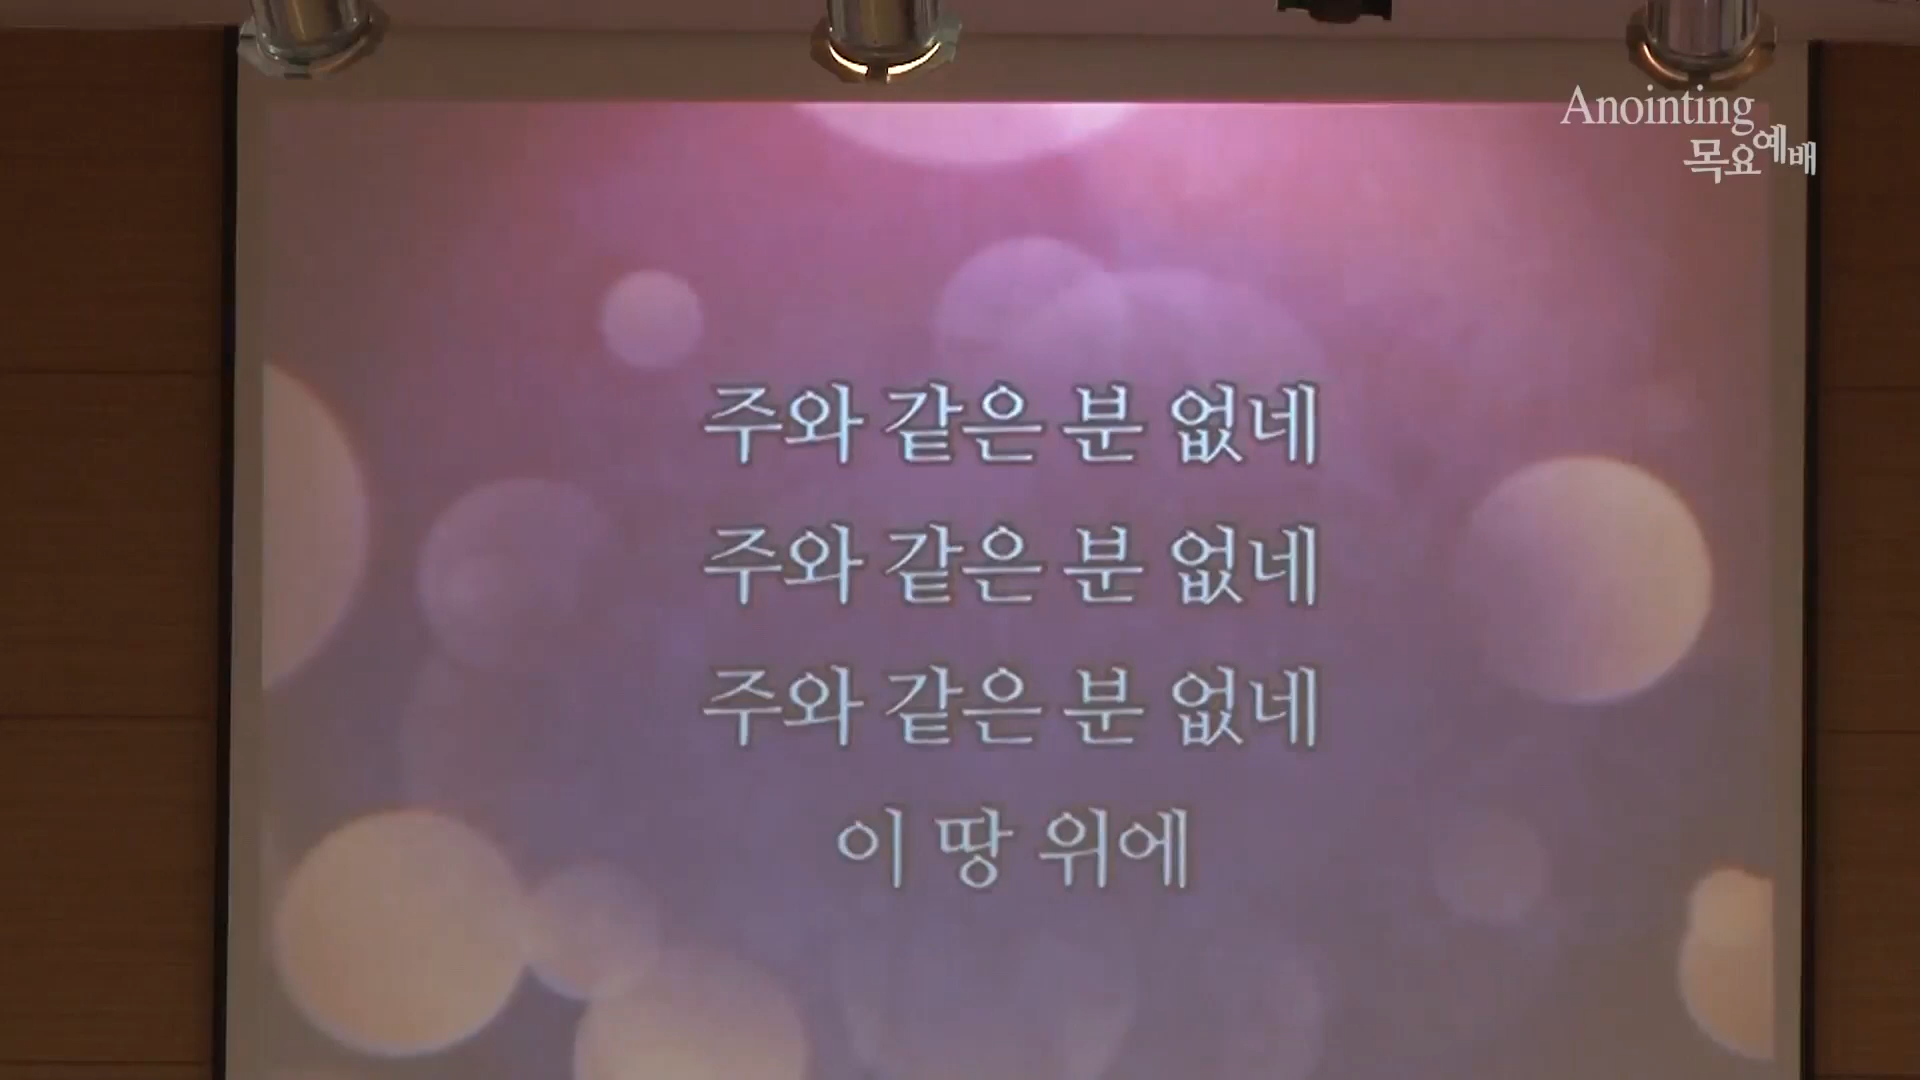 Anointing
목요예배
주와 같은 분 없네
주와 같은 분 없네
주와 같은 분 없네
이 땅 위에